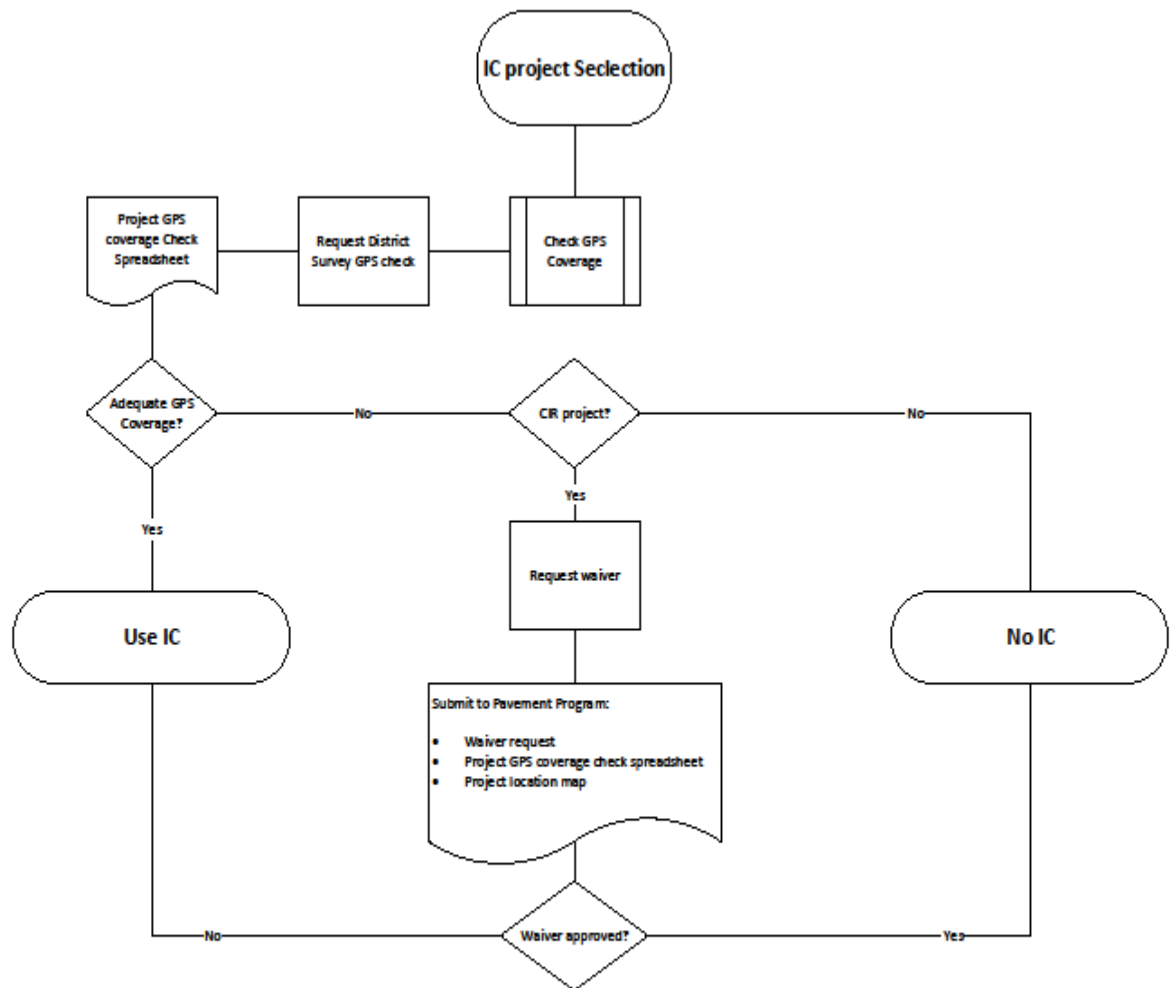 IC project Seclection
Project GPS
coverage Check
Spreadsheet
Request District
Survey GPS check
Check GPS
Coverage
Adequate GPS
Coverage?
No
CIR project?
No
Yes
Yes
Request waiver
Use IC
No IC
Submit to Pavement Program:
• Waiver request
• Project GPS coverage check spreadsheet
• Project location map
No
Waiver approved?
Yes